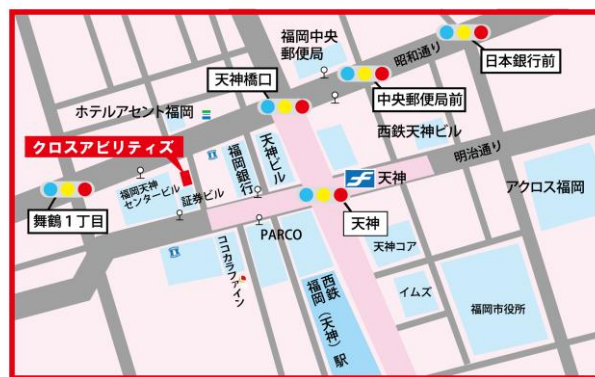 福岡中央
郵便局
昭和通り
日本銀行前
天神橋口
中央郵便局前
ホテルアセント福岡
西鉄天神ビル
明治通り
クロスアビリティズ
天神ビル
福岡銀行
天神
アクロス福岡
福岡天神
センタービル
証券ビル
舞鶴1丁目
天神
PARCO
天神コア
ココカラファイン
西鉄
福岡(天神)駅
イムズ
福岡市役所